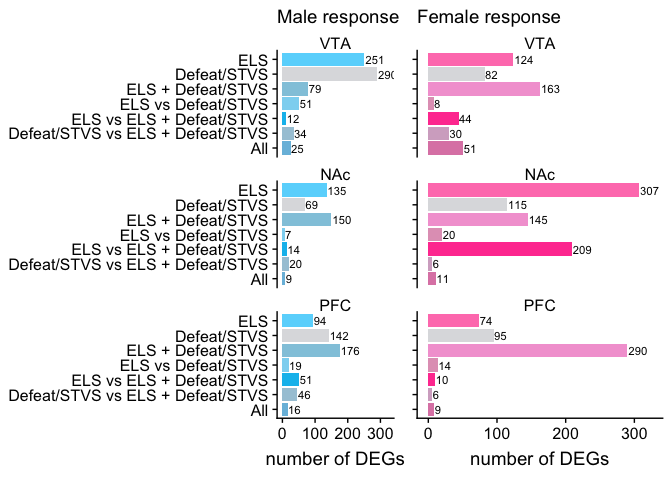 Male response Female response
VTA VTA
ELS 251 124
Defeat/STVS 290 82
ELS + Defeat/STVS 79 163
ELS vs Defeat/STVS 51 8
ELS vs ELS + Defeat/STVS 12 44
Defeat/STVS vs ELS + Defeat/STVS 34 30
All 25 51
NAc NAc
ELS 135 307
Defeat/STVS 69 115
ELS + Defeat/STVS 150 145
ELS vs Defeat/STVS 7 20
ELS vs ELS + Defeat/STVS 14 209
Defeat/STVS vs ELS + Defeat/STVS 20 6
All 9 11
PFC PFC
ELS 94 74
Defeat/STVS 142 95
ELS + Defeat/STVS 176 290
ELS vs Defeat/STVS 19 14
ELS vs ELS + Defeat/STVS 51 10
Defeat/STVS vs ELS + Defeat/STVS 46 6
All 16 9
0 100 200 300 0 100 200 300
number of DEGs number of DEGs